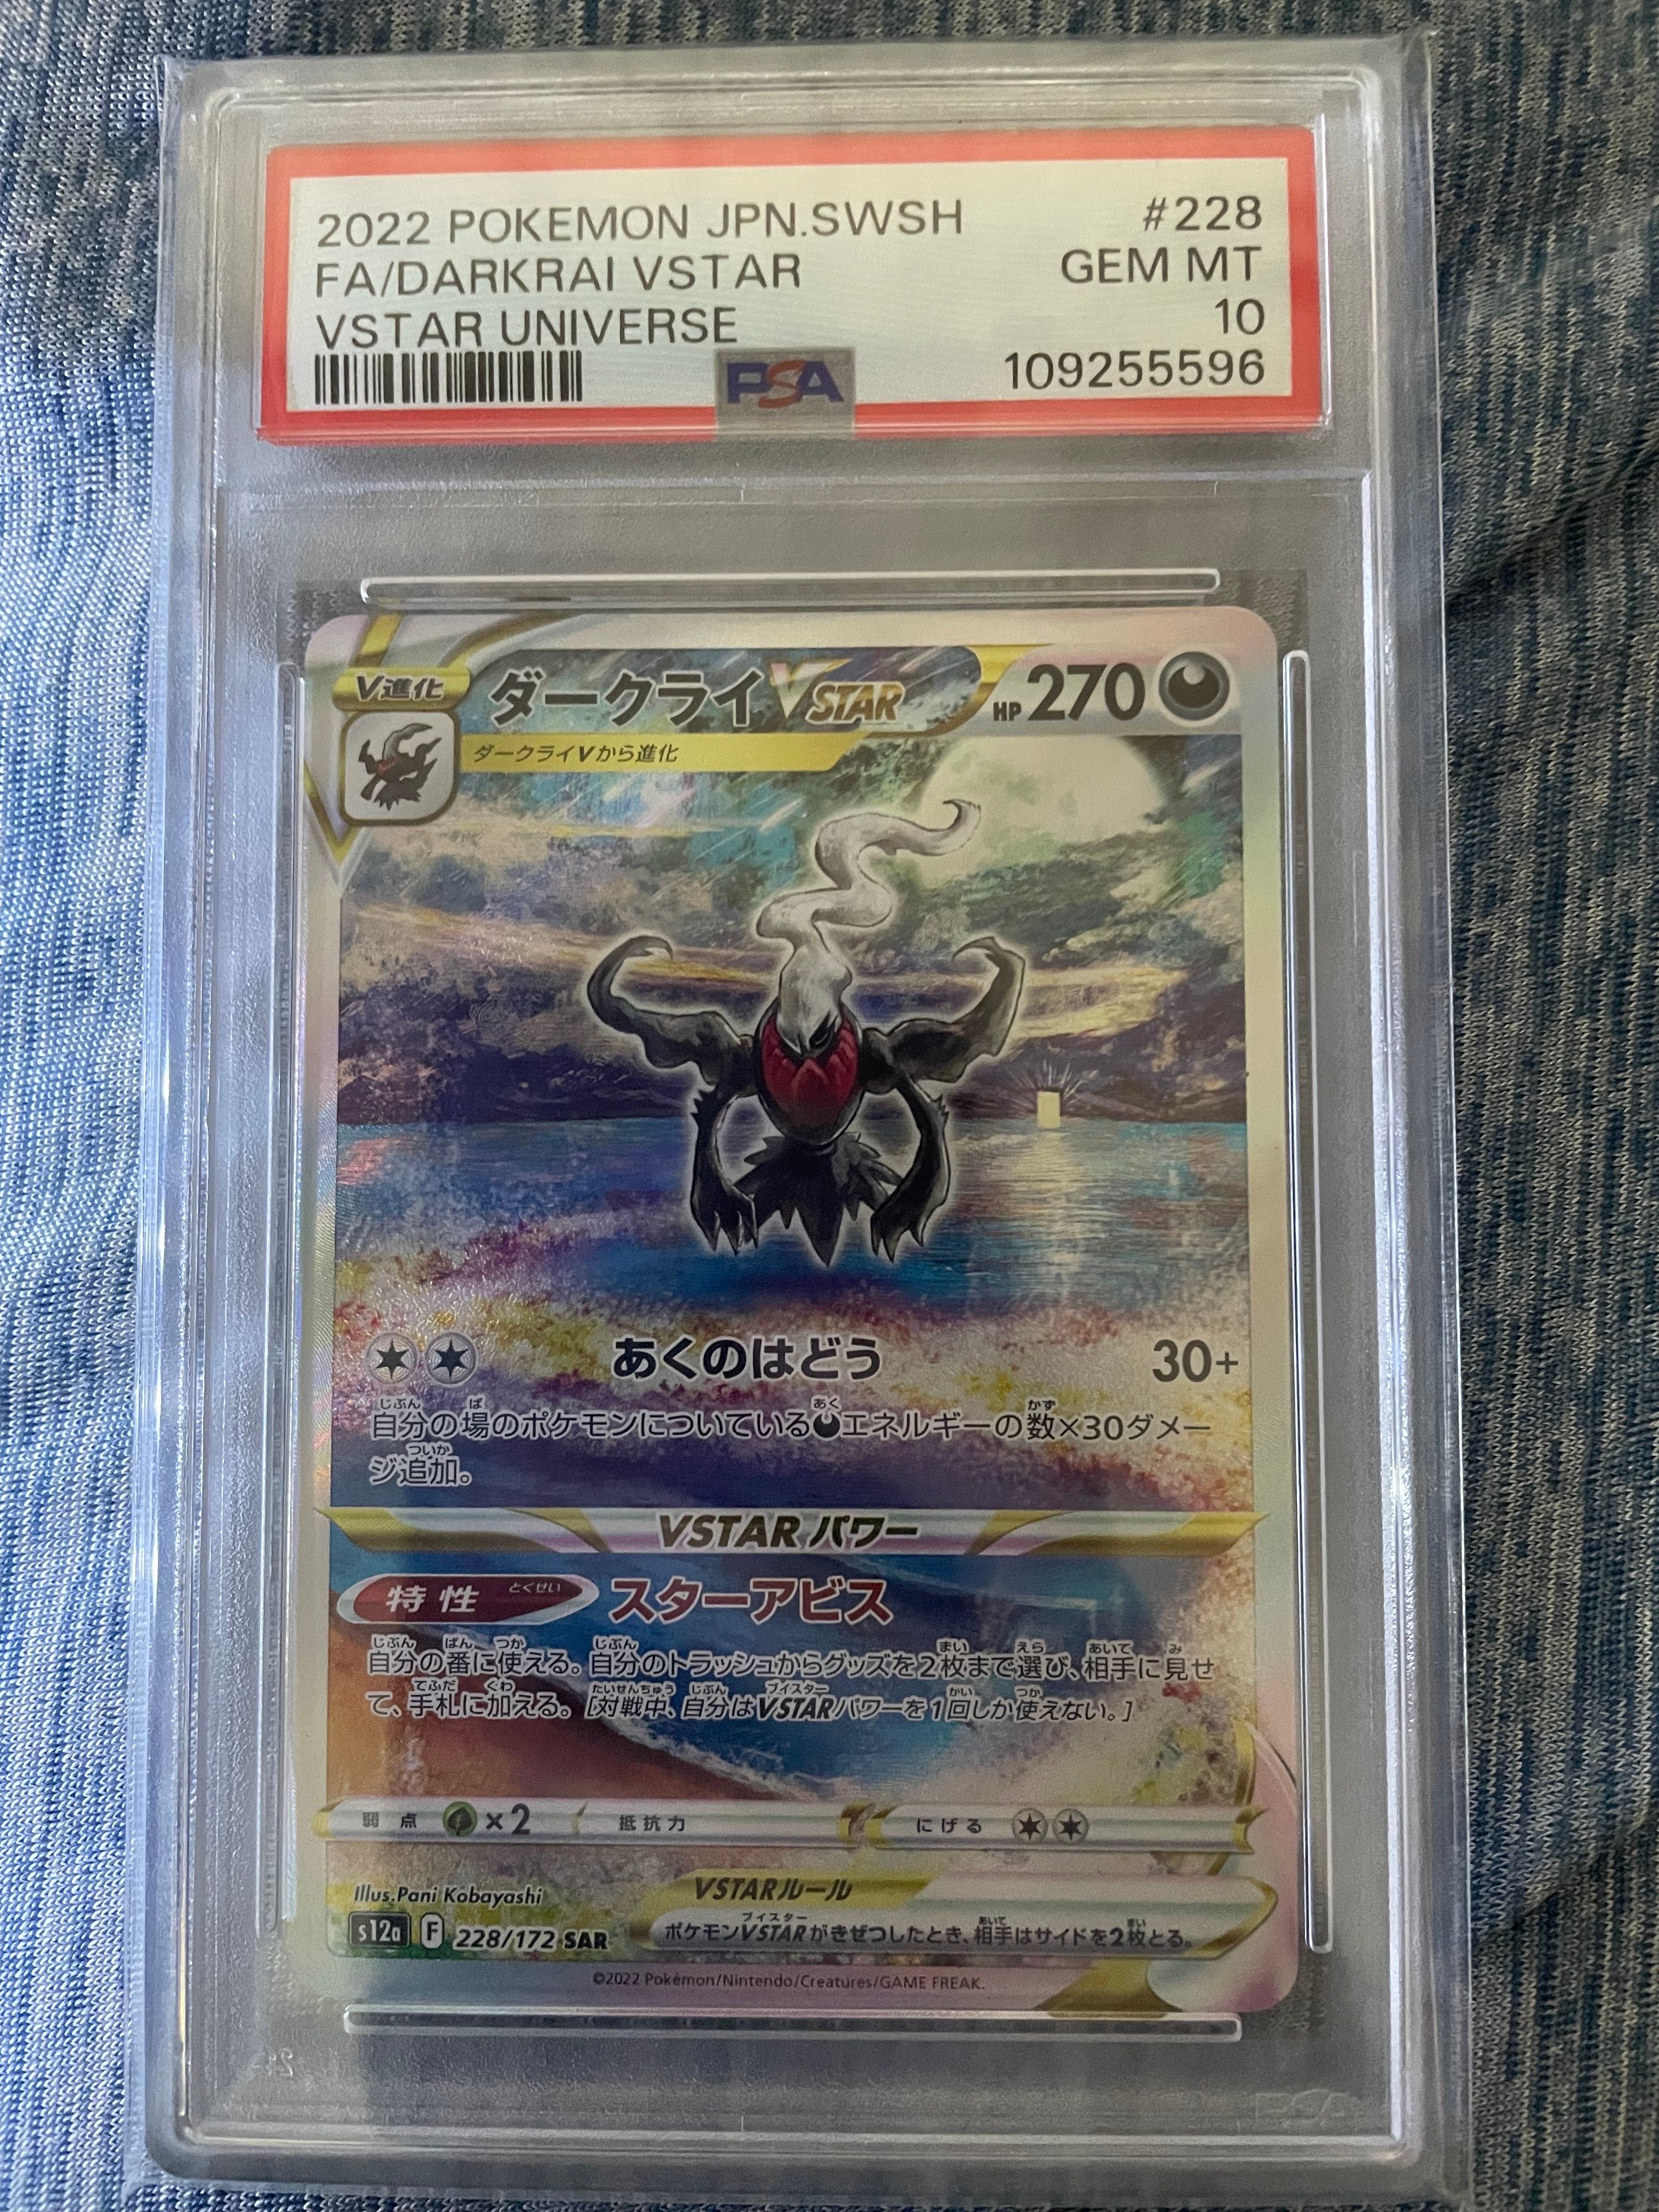 2022 POKEMON JPN.SWSH #228
FA/DARKRAI VSTAR GEM MT
VSTAR UNIVERSE 10
PSA 109255596
V進化 ダークライVSTAR HP 270
ダークライVから進化
あくのはどう 30+
自分の場のポケモンについているエネルギーの数×30ダメー
ジ追加。
VSTARパワー
特性 とくせい スターアビス
自分の番に使える。自分のトラッシュからグッズを2枚まで選び、相手に見せ
て、手札に加える。[対戦中、自分はVSTARパワーを1回しか使えない。]
弱点 ×2 抵抗力 にげる
Illus.Pani Kobayashi VSTARルール
s12a F 228/172 SAR ポケモンVSTARがきぜつしたとき、相手はサイドを2枚とる。
©2022 Pokémon/Nintendo/Creatures/GAME FREAK.